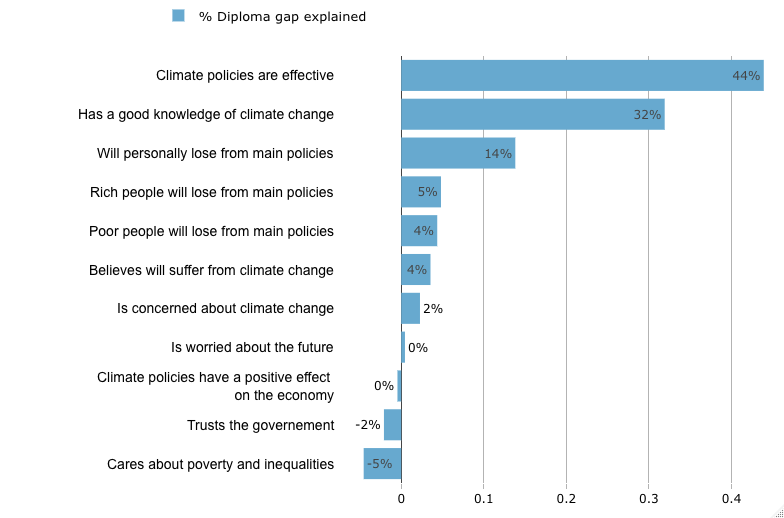 % Diploma gap explained
Climate policies are effective 44%
Has a good knowledge of climate change 32%
Will personally lose from main policies 14%
Rich people will lose from main policies 5%
Poor people will lose from main policies 4%
Believes will suffer from climate change 4%
Is concerned about climate change 2%
Is worried about the future 0%
Climate policies have a positive effect
on the economy 0%
Trusts the governement -2%
Cares about poverty and inequalities -5%
0 0.1 0.2 0.3 0.4